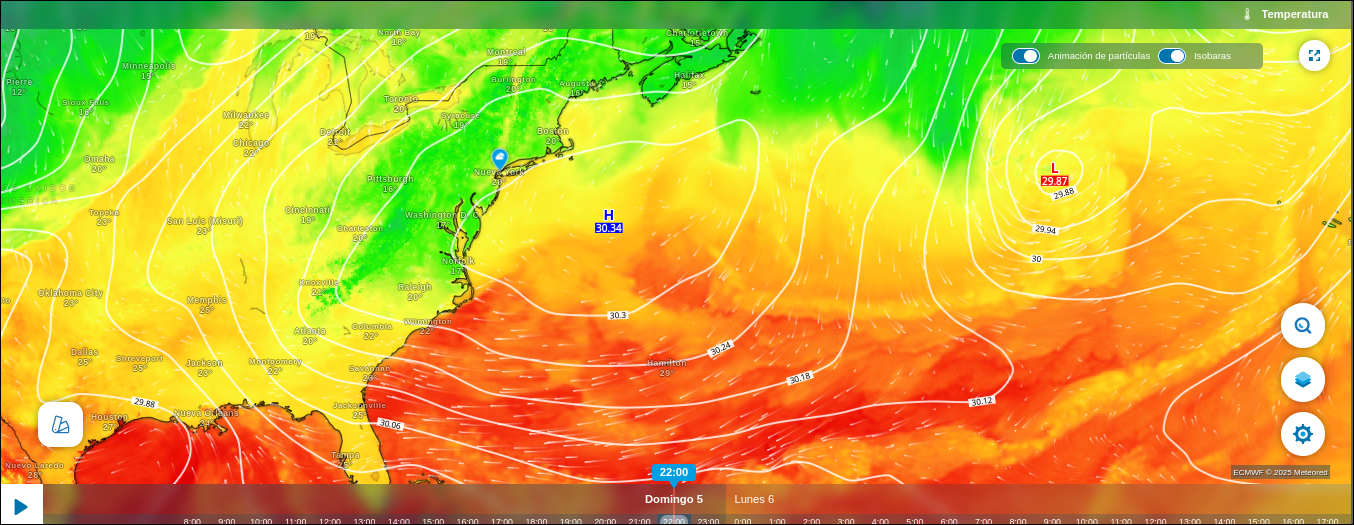 Temperatura
Animación de partículas
Isobaras
North Bay
16°
Charlottetown
15°
Montreal
19°
Minneapolis
15°
Halifax
15°
Pierre
12°
Burlington
20°
Augusta
18°
Sioux Falls
16°
Toronto
20°
Milwaukee
22°
Syracuse
19°
Detroit
21°
Boston
20°
Chicago
22°
Omaha
20°
L
29.87
29.88
Nueva York
20°
Pittsburgh
16°
Topeka
23°
San Luis (Misuri)
23°
Cincinnati
19°
Washington D. C.
17°
H
30.34
Charleston
20°
29.94
30
Norfolk
17°
Knoxville
21°
Raleigh
20°
Oklahoma City
23°
Memphis
25°
30.3
Atlanta
20°
Columbia
22°
Wilmington
22°
30.24
Dallas
25°
Shreveport
25°
Jackson
23°
Montgomery
22°
Savannah
23°
Hamilton
29°
30.18
29.88
30.12
Jacksonville
25°
Houston
27°
Nueva Orleans
30.06
Tampa
25°
Nuevo Laredo
28°
22:00
ECMWF © 2025 Meteored
Domingo 5
Lunes 6
8:00 9:00 10:00 11:00 12:00 13:00 14:00 15:00 16:00 17:00 18:00 19:00 20:00 21:00 22:00 23:00 0:00 1:00 2:00 3:00 4:00 5:00 6:00 7:00 8:00 9:00 10:00 11:00 12:00 13:00 14:00 15:00 16:00 17:00